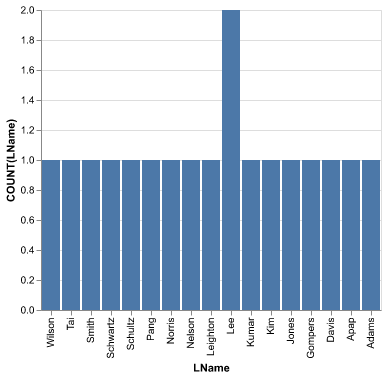 COUNT(LName)
2.0
1.8
1.6
1.4
1.2
1.0
0.8
0.6
0.4
0.2
0.0
Wilson
Tai
Smith
Schwartz
Schultz
Pang
Norris
Nelson
Leighton
Lee
Kumar
Kim
Jones
Gompers
Davis
Apap
Adams
LName